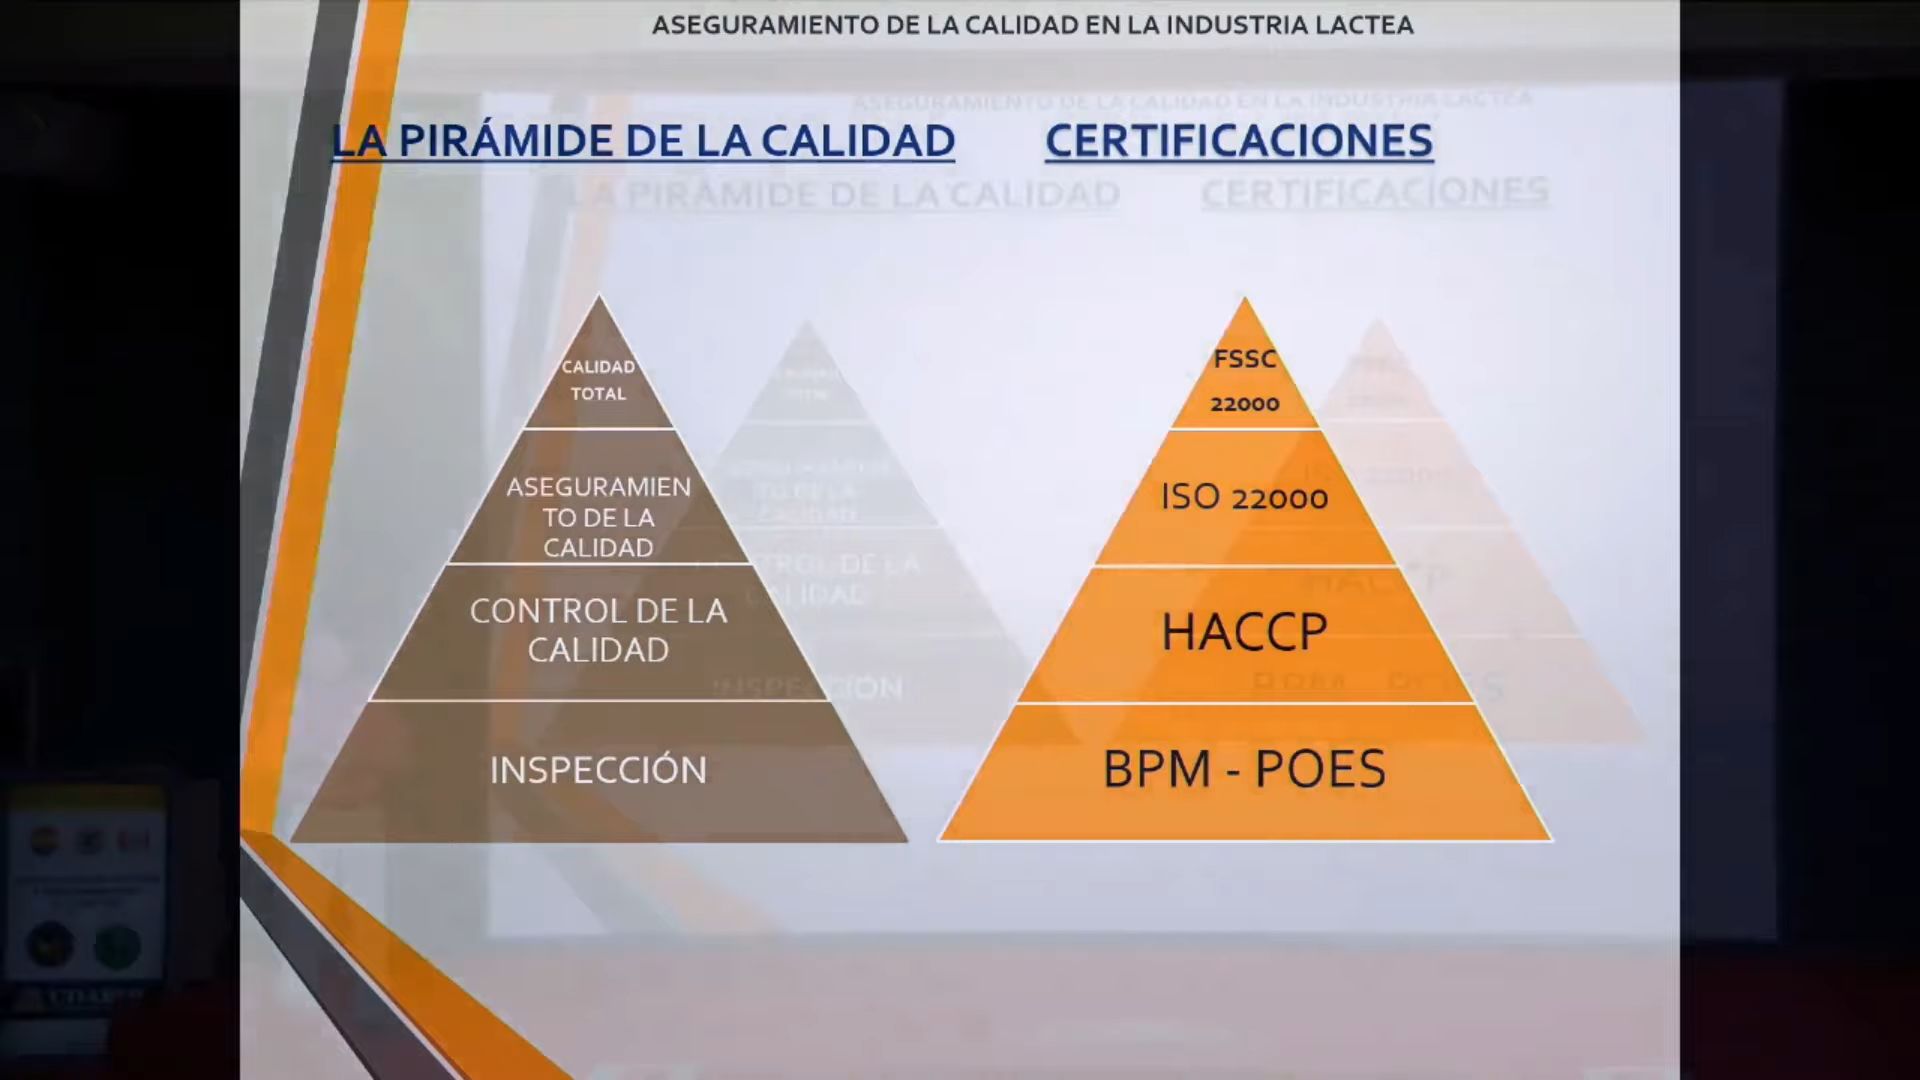 ASEGURAMIENTO DE LA CALIDAD EN LA INDUSTRIA LACTEA
LA PIRÁMIDE DE LA CALIDAD
CERTIFICACIONES
CALIDAD
TOTAL
ASEGURAMIEN
TO DE LA
CALIDAD
CONTROL DE LA
CALIDAD
INSPECCIÓN
FSSC
22000
ISO 22000
HACCP
BPM - POES